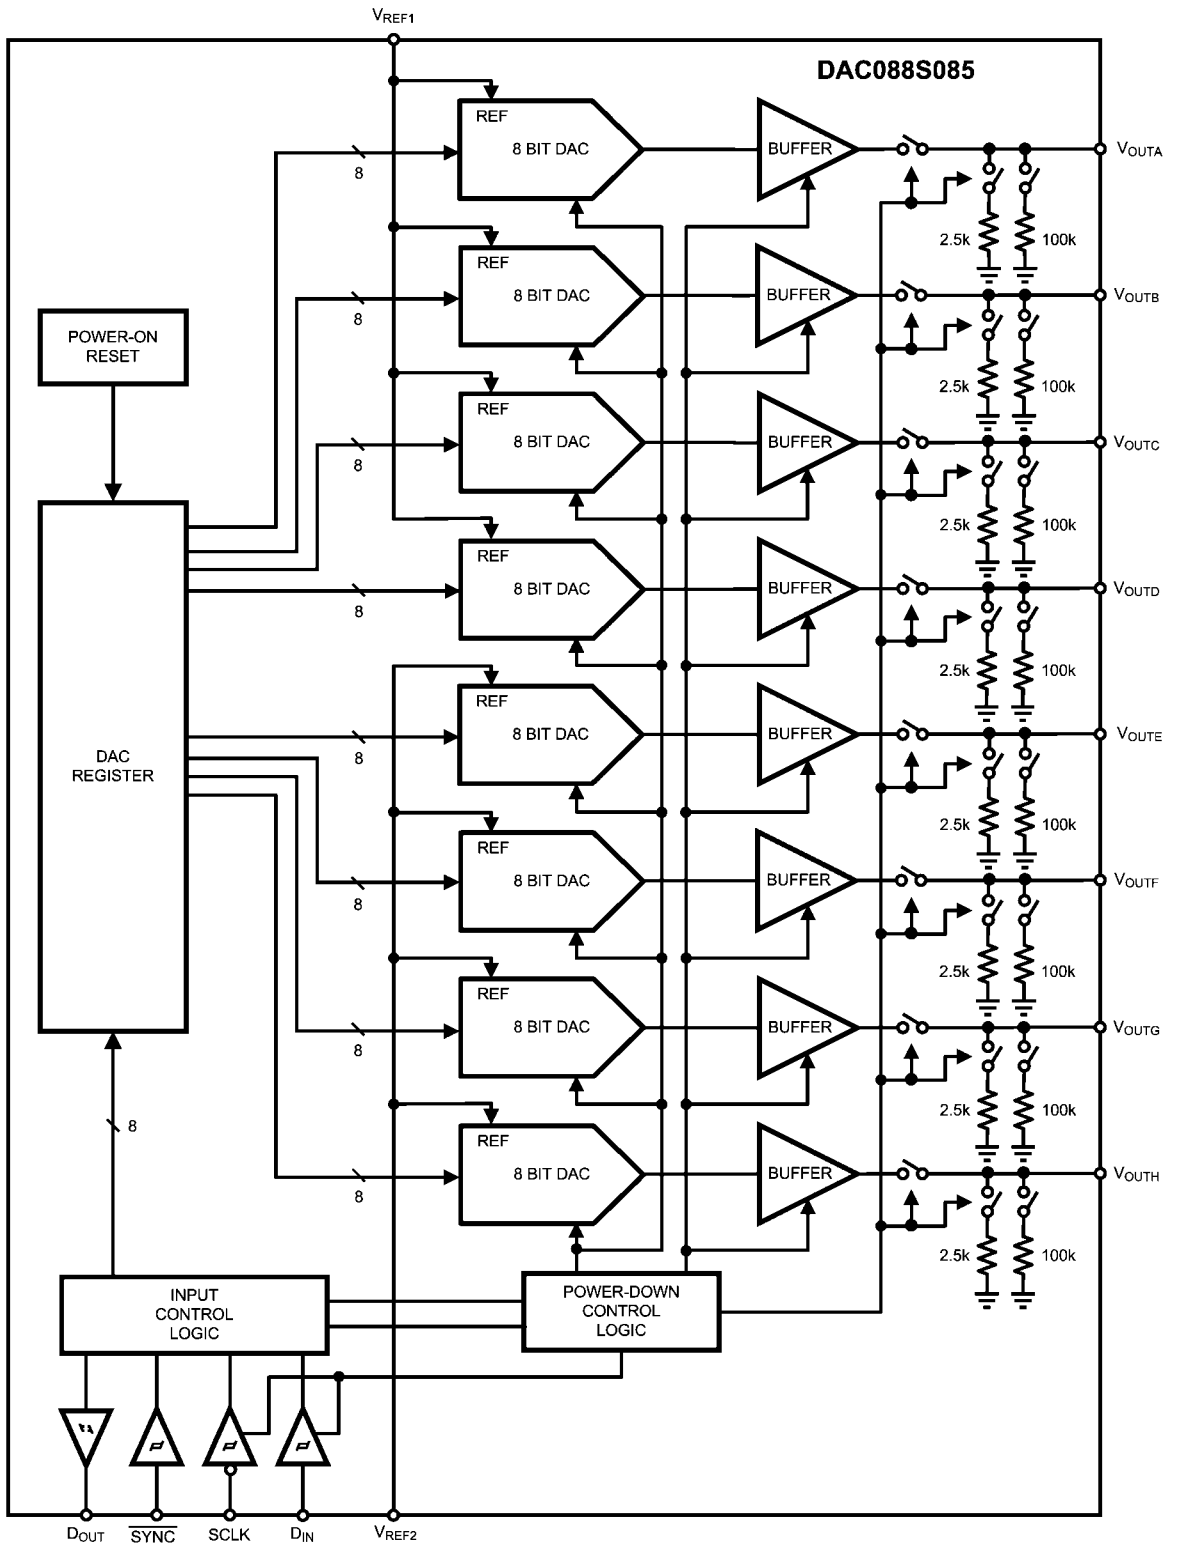 VREF1
DAC088S085
REF
8 BIT DAC
BUFFER
VOUTA
8
2.5k
100k
REF
8 BIT DAC
BUFFER
VOUTB
8
POWER-ON
RESET
2.5k
100k
REF
8 BIT DAC
BUFFER
VOUTC
8
2.5k
100k
REF
8 BIT DAC
BUFFER
VOUTD
8
2.5k
100k
REF
8 BIT DAC
BUFFER
VOUTE
8
DAC
REGISTER
2.5k
100k
REF
8 BIT DAC
BUFFER
VOUTF
8
2.5k
100k
REF
8 BIT DAC
BUFFER
VOUTG
8
2.5k
100k
8
REF
8 BIT DAC
BUFFER
VOUTH
8
2.5k
100k
INPUT
CONTROL
LOGIC
POWER-DOWN
CONTROL
LOGIC
DOUT
SYNC
SCLK
DIN
VREF2